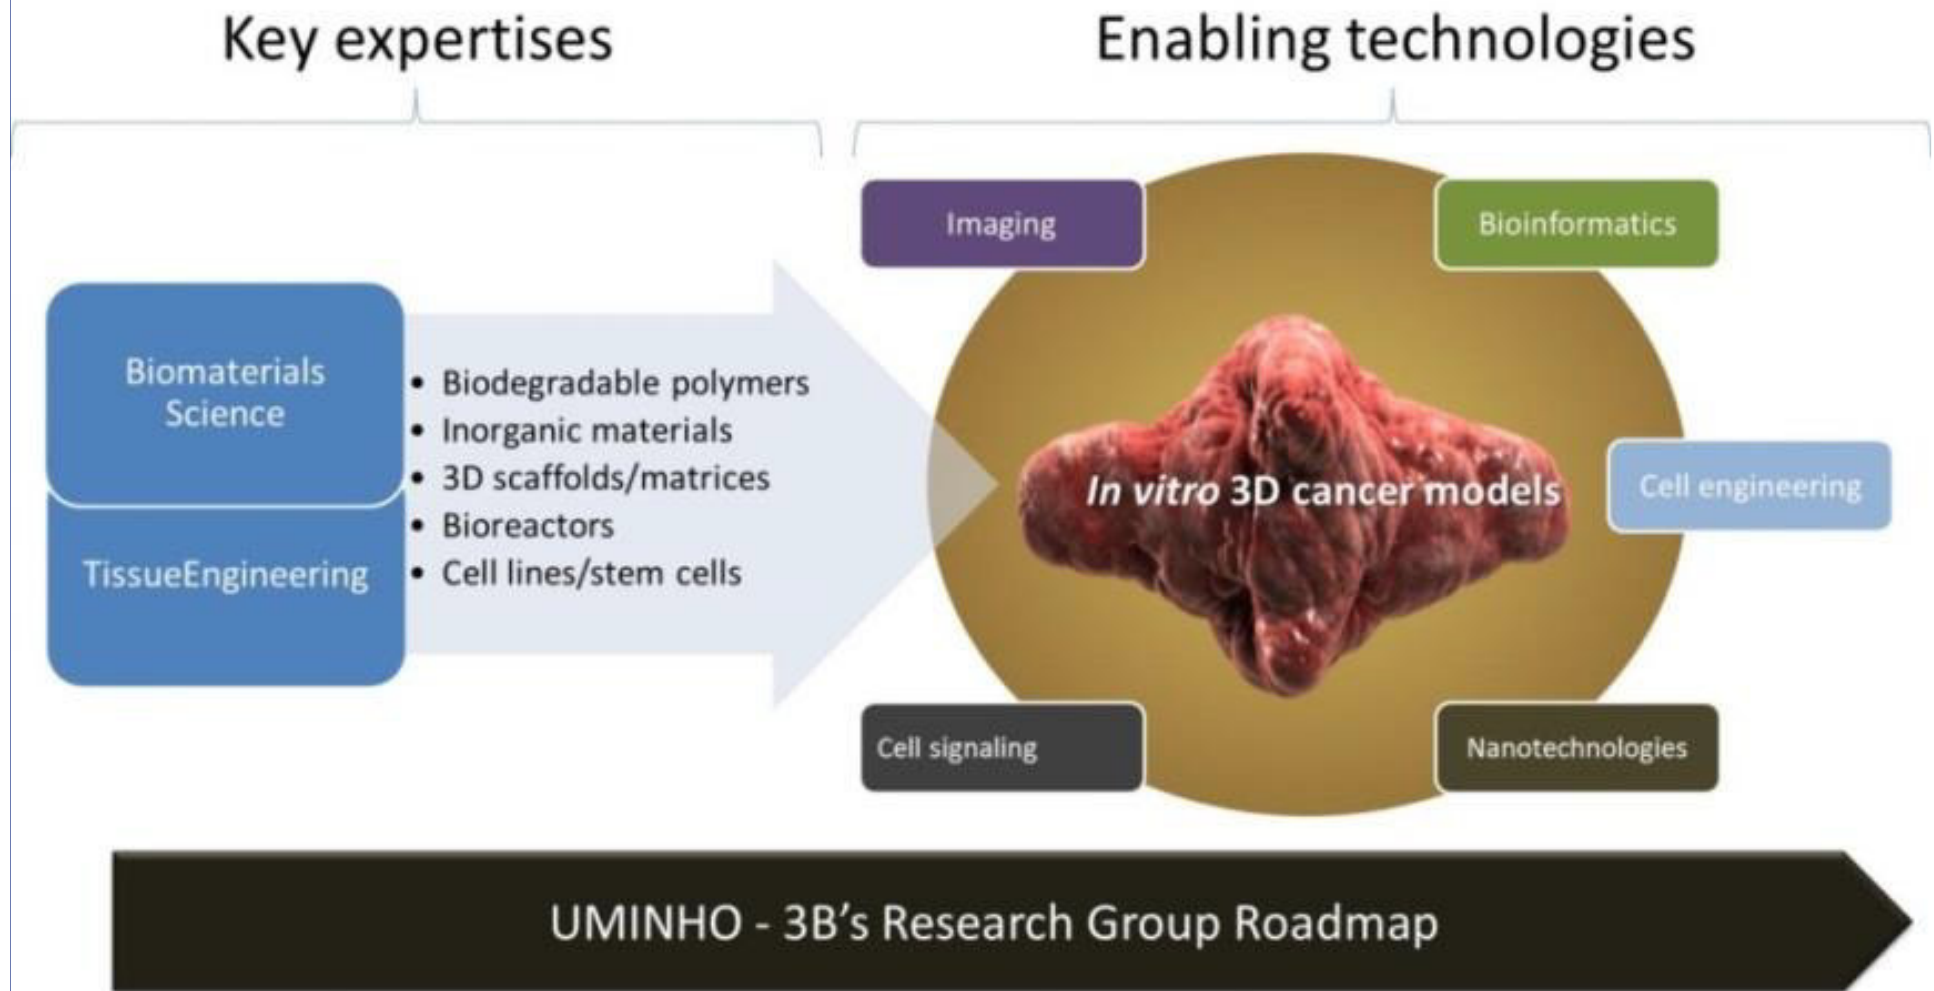 Key expertises
Enabling technologies
Biomaterials
Science
TissueEngineering
• Biodegradable polymers
• Inorganic materials
• 3D scaffolds/matrices
• Bioreactors
• Cell lines/stem cells
Imaging
Bioinformatics
In vitro 3D cancer models
Cell engineering
Cell signaling
Nanotechnologies
UMINHO - 3B’s Research Group Roadmap